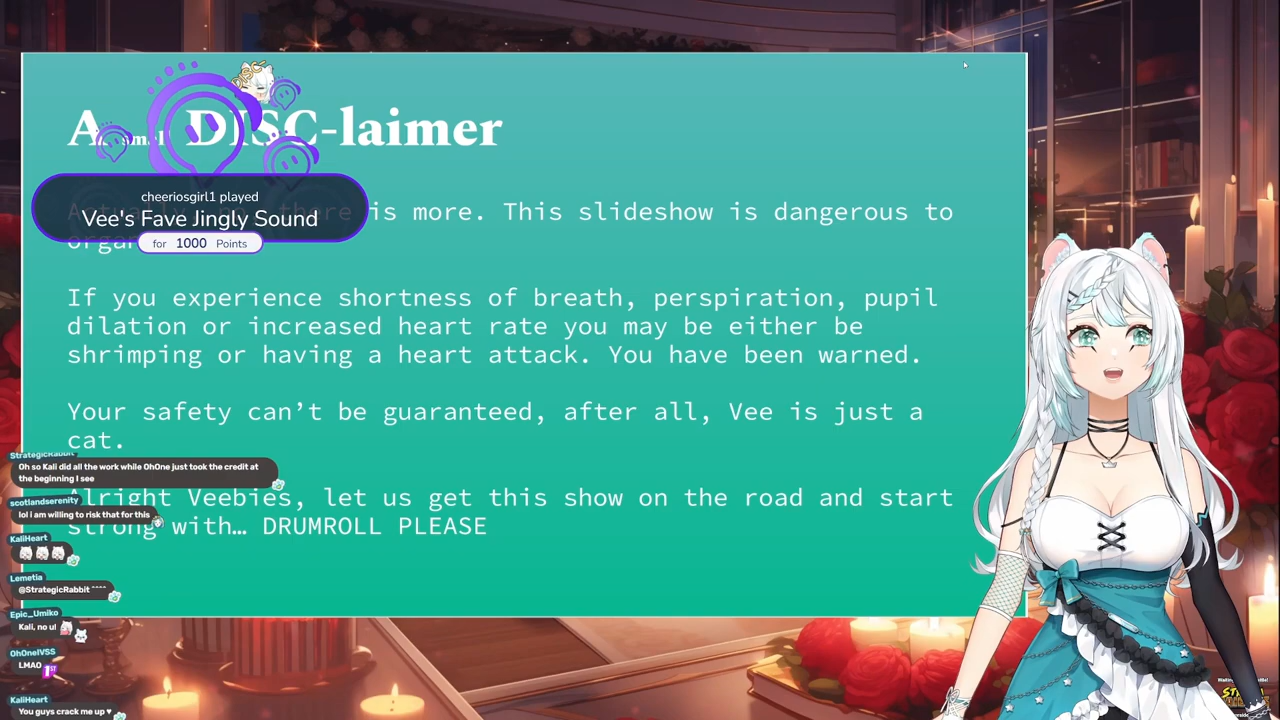 DISC
A small DISC-laimer
cheeriosgirl1 played
Vee's Fave Jingly Sound
for 1000 Points
there is more. This slideshow is dangerous to
If you experience shortness of breath, perspiration, pupil
dilation or increased heart rate you may be either be
shrimping or having a heart attack. You have been warned.
Your safety can’t be guaranteed, after all, Vee is just a
cat.
Alright Veebies, let us get this show on the road and start
strong with… DRUMROLL PLEASE
StrategicRabbit
Oh so Kali did all the work while OhOne just took the credit at
the beginning I see
scotlandserenity
lol i am willing to risk that for this
KaliHeart
Lemetia
@StrategicRabbit ^^^^
Epic_Umiko
Kali, no u!
OhOneIVSS
LMAO 1ST
KaliHeart
You guys crack me up ♥